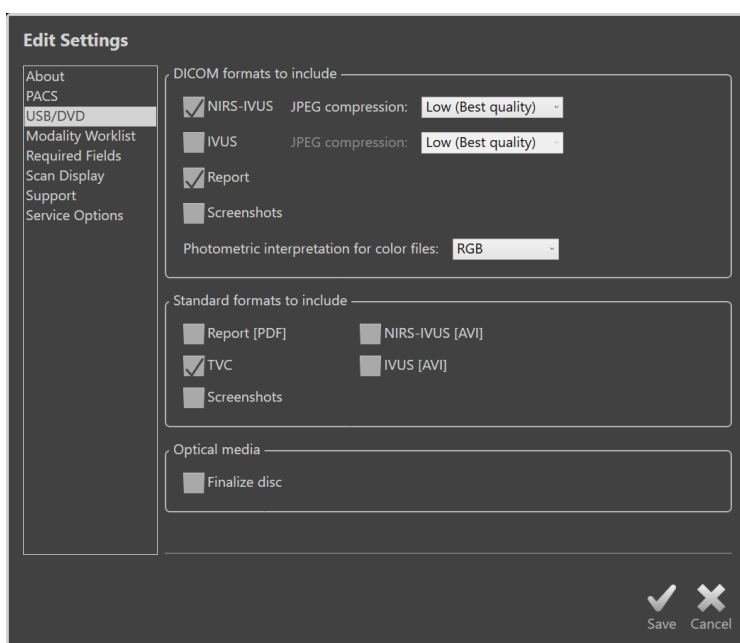 Edit Settings
About
PACS
USB/DVD
Modality Worklist
Required Fields
Scan Display
Support
Service Options
DICOM formats to include
NIRS-IVUS JPEG compression: Low (Best quality)
IVUS JPEG compression: Low (Best quality)
Report
Screenshots
Photometric interpretation for color files: RGB
Standard formats to include
Report [PDF] NIRS-IVUS [AVI]
TVC IVUS [AVI]
Screenshots
Optical media
Finalize disc
Save Cancel